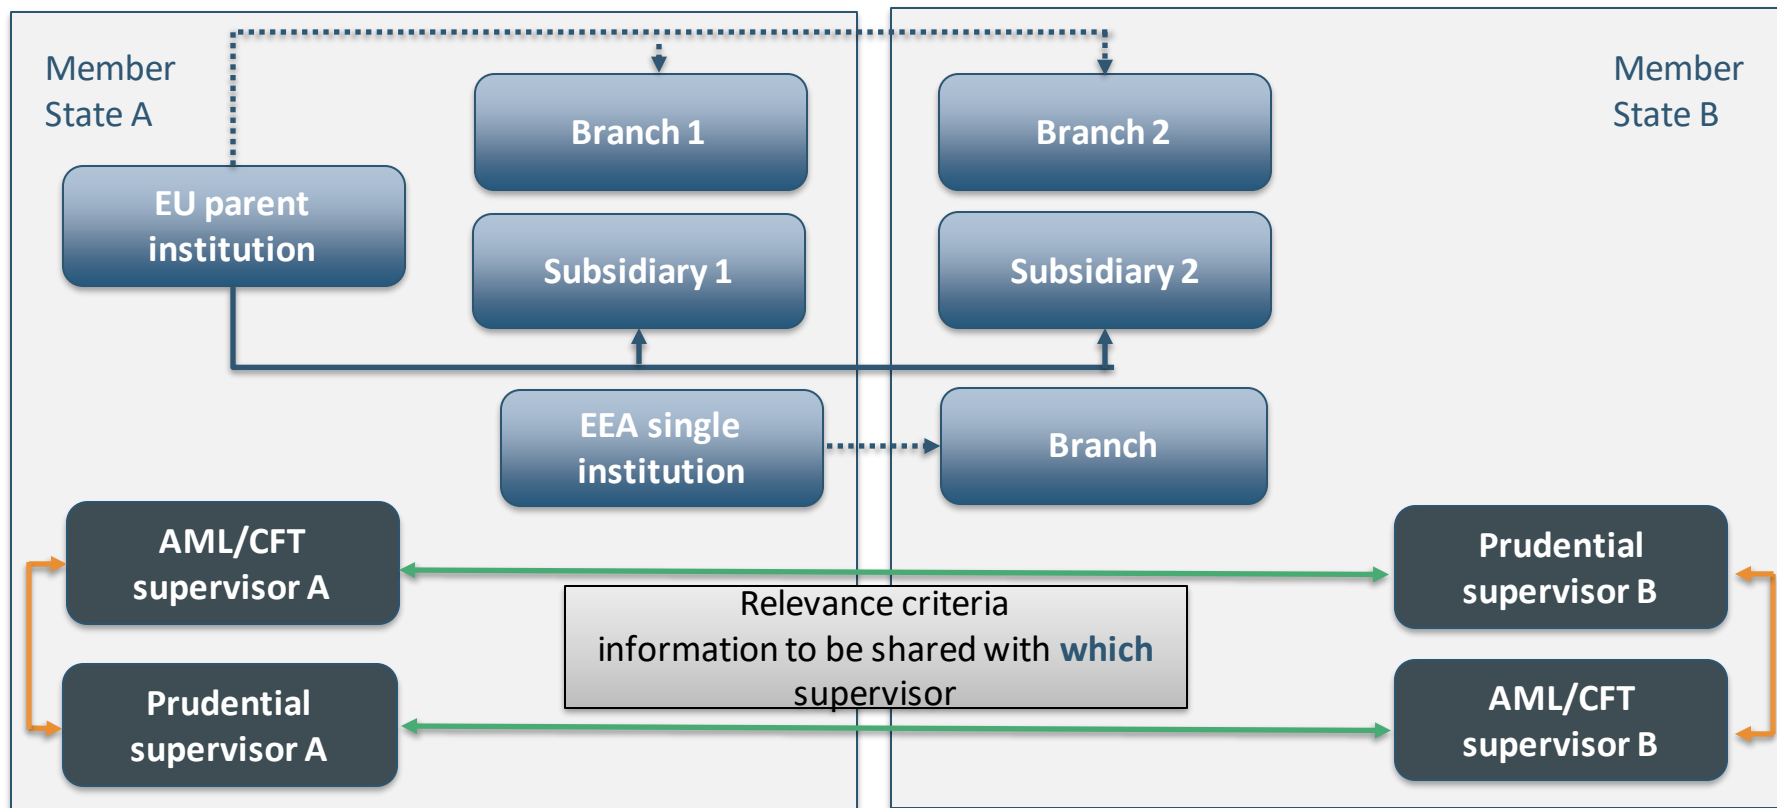 Member
State A
Member
State B
Branch 1
Branch 2
EU parent
institution
Subsidiary 1
Subsidiary 2
EEA single
institution
Branch
AML/CFT
supervisor A
Prudential
supervisor B
Relevance criteria
information to be shared with which
supervisor
Prudential
supervisor A
AML/CFT
supervisor B